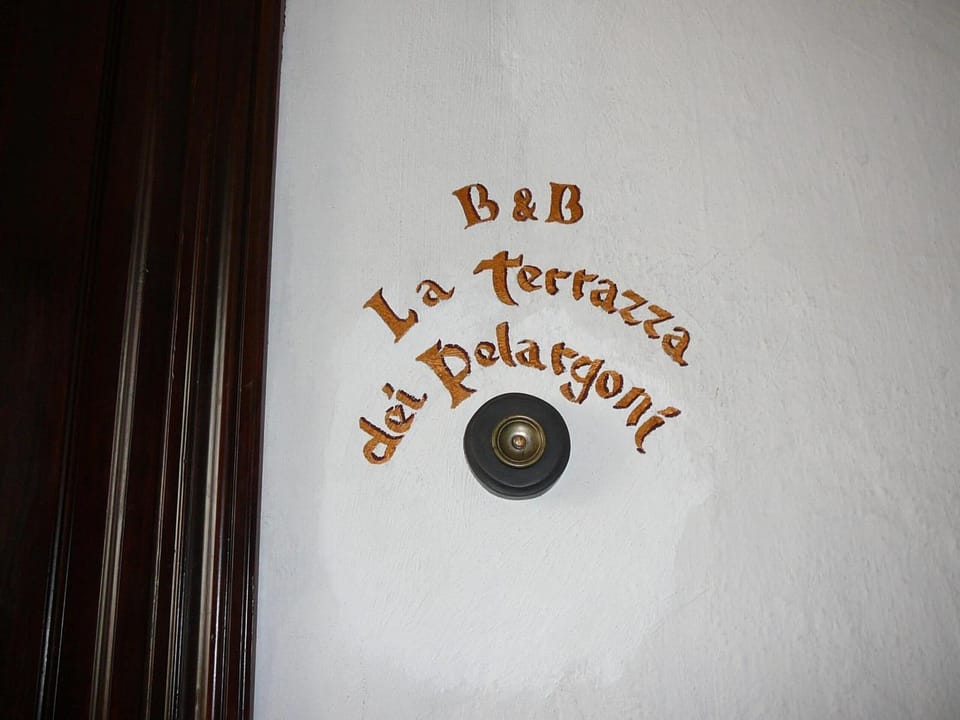 B & B
La Terrazza
dei Pelargoni